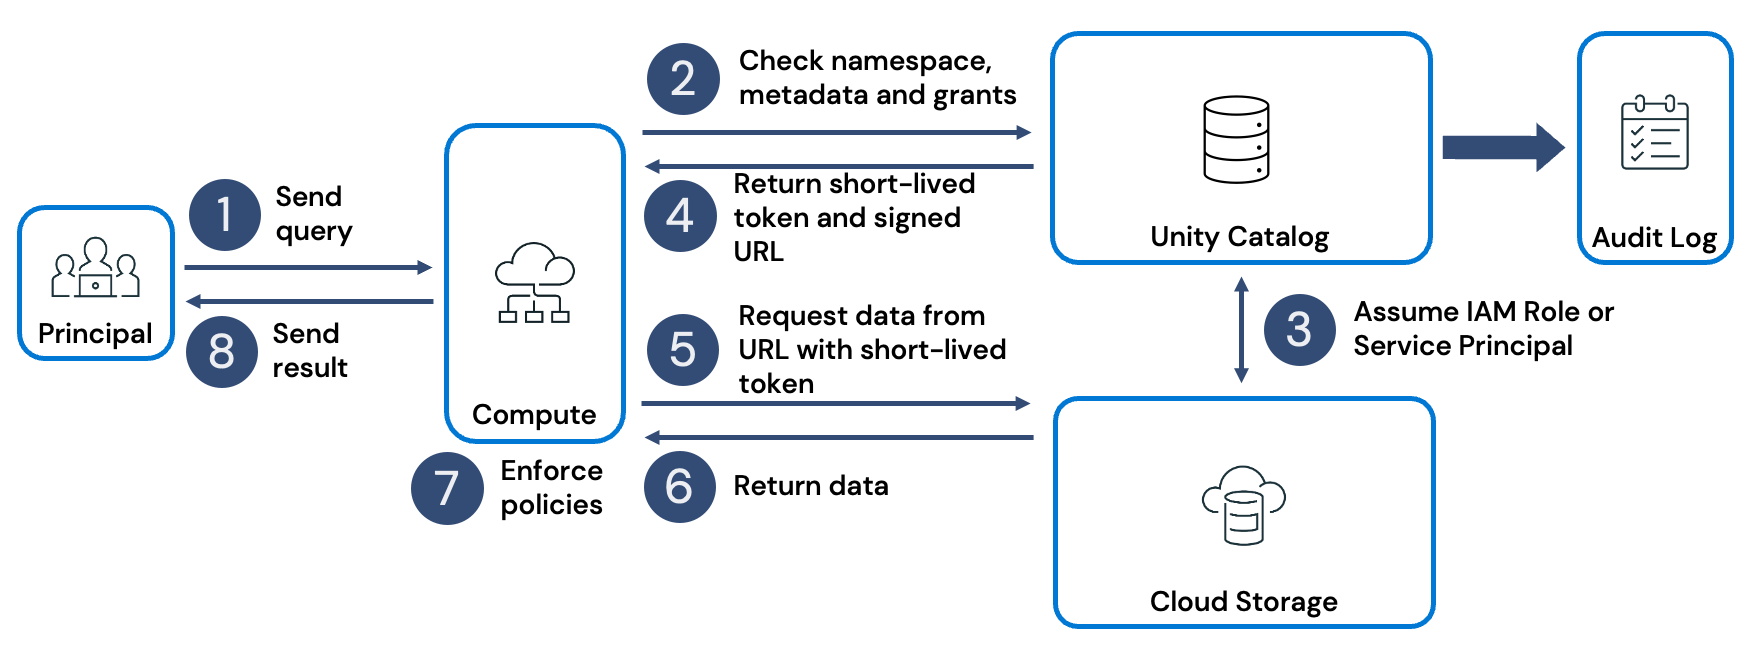 1
Send
query
2
Check namespace,
metadata and grants
3
Assume IAM Role or
Service Principal
4
Return short-lived
token and signed
URL
5
Request data from
URL with short-lived
token
6
Return data
7
Enforce
policies
8
Send
result
Principal
Compute
Unity Catalog
Audit Log
Cloud Storage